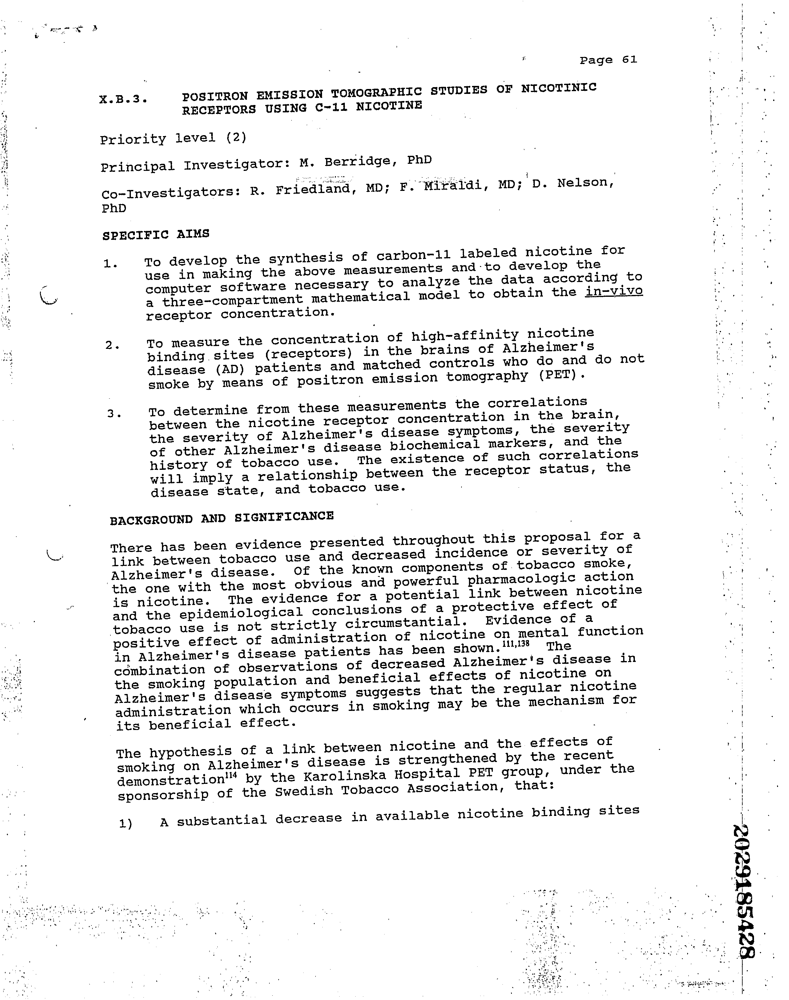 Page 61
X.B.3. POSITRON EMISSION TOMOGRAPHIC STUDIES OF NICOTINIC
RECEPTORS USING C-11 NICOTINE
Priority level (2)
Principal Investigator: M. Berridge, PhD
Co-Investigators: R. Friedland, MD; F. Miraldi, MD; D. Nelson,
PhD
SPECIFIC AIMS
1. To develop the synthesis of carbon-11 labeled nicotine for
use in making the above measurements and to develop the
computer software necessary to analyze the data according to
a three-compartment mathematical model to obtain the in-vivo
receptor concentration.
2. To measure the concentration of high-affinity nicotine
binding sites (receptors) in the brains of Alzheimer's
disease (AD) patients and matched controls who do and do not
smoke by means of positron emission tomography (PET).
3. To determine from these measurements the correlations
between the nicotine receptor concentration in the brain,
the severity of Alzheimer's disease symptoms, the severity
of other Alzheimer's disease biochemical markers, and the
history of tobacco use. The existence of such correlations
will imply a relationship between the receptor status, the
disease state, and tobacco use.
BACKGROUND AND SIGNIFICANCE
There has been evidence presented throughout this proposal for a
link between tobacco use and decreased incidence or severity of
Alzheimer's disease. Of the known components of tobacco smoke,
the one with the most obvious and powerful pharmacologic action
is nicotine. The evidence for a potential link between nicotine
and the epidemiological conclusions of a protective effect of
tobacco use is not strictly circumstantial. Evidence of a
positive effect of administration of nicotine on mental function
in Alzheimer's disease patients has been shown.111,138 The
combination of observations of decreased Alzheimer's disease in
the smoking population and beneficial effects of nicotine on
Alzheimer's disease symptoms suggests that the regular nicotine
administration which occurs in smoking may be the mechanism for
its beneficial effect.
The hypothesis of a link between nicotine and the effects of
smoking on Alzheimer's disease is strengthened by the recent
demonstration114 by the Karolinska Hospital PET group, under the
sponsorship of the Swedish Tobacco Association, that:
1) A substantial decrease in available nicotine binding sites
2029185428